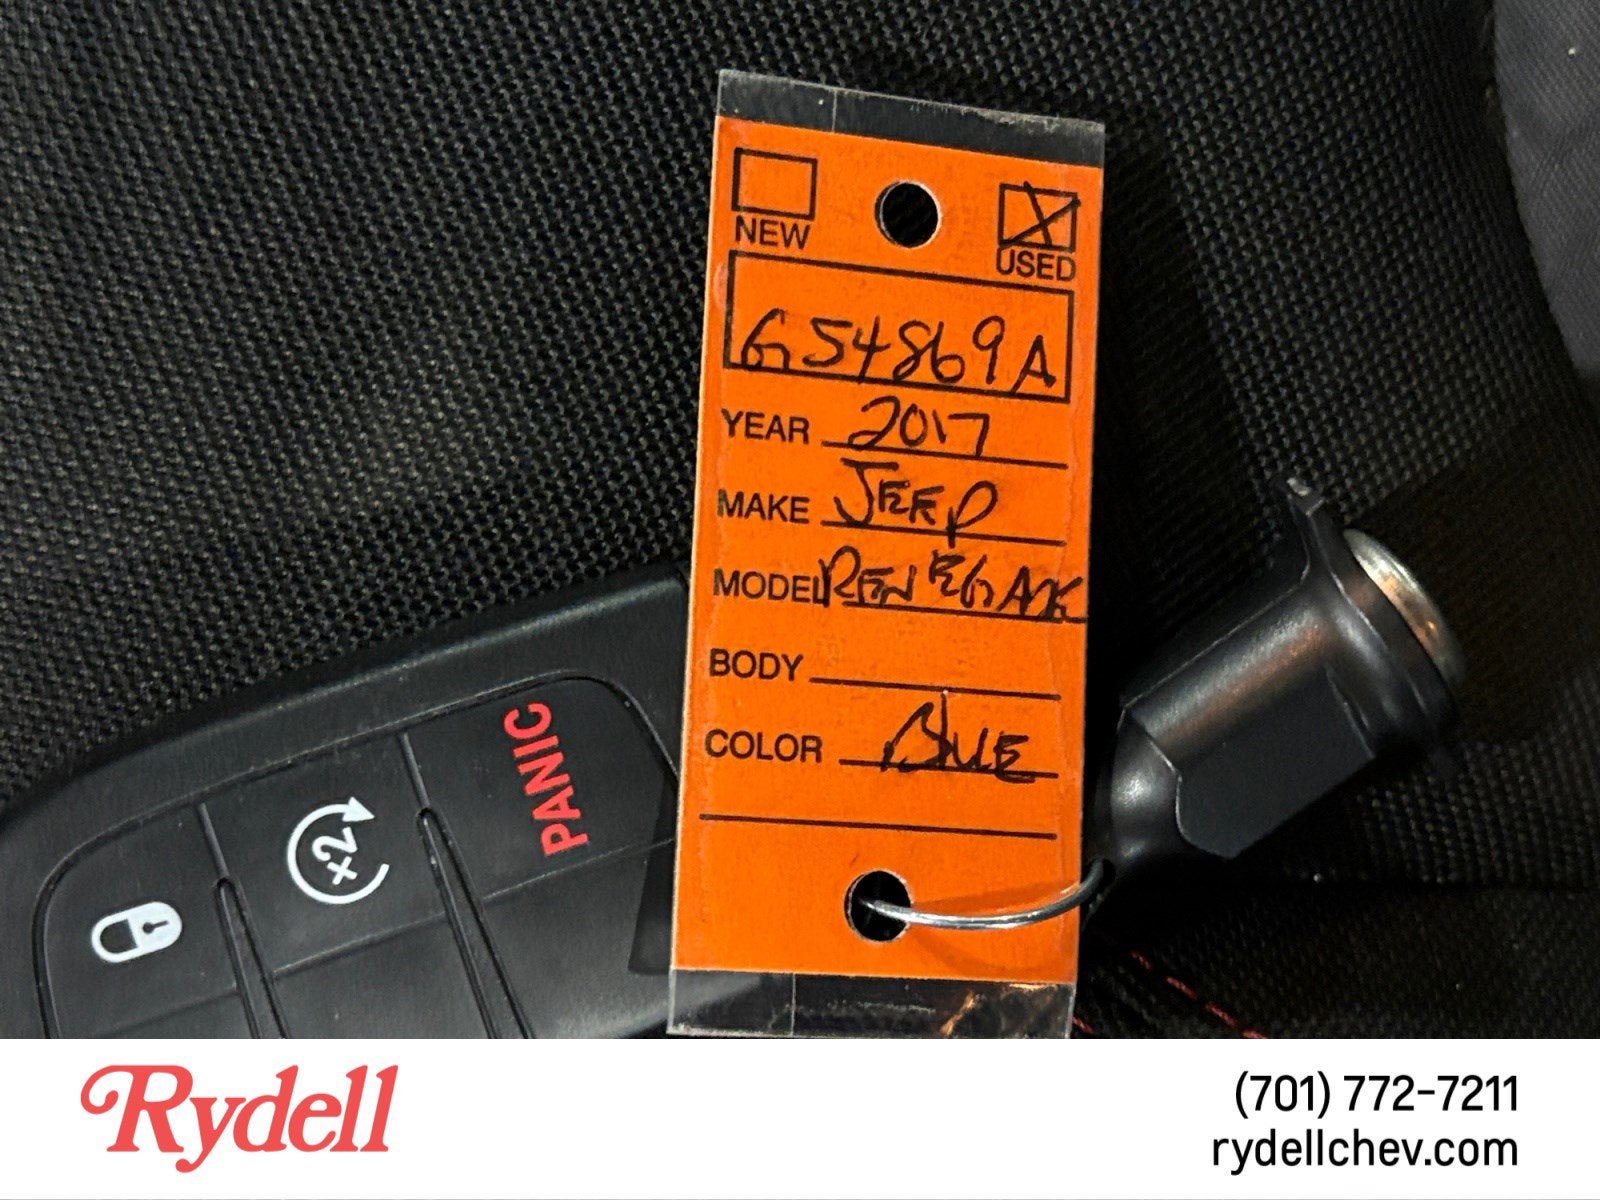 NEW
USED
G54869A
YEAR 2017
MAKE JEEP
MODEL RENEGADE
BODY
COLOR BLUE
PANIC
x2
Rydell
(701) 772-7211
rydellchev.com